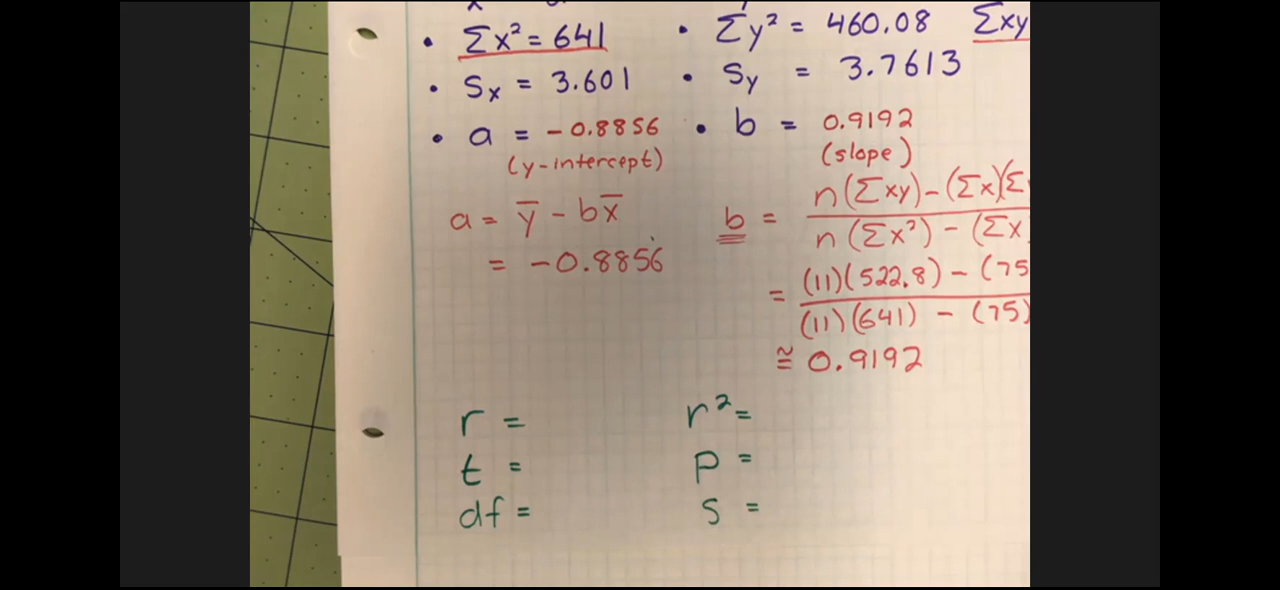 • Σx² = 641 • Σy² = 460.08 Σxy
• Sx = 3.601 • Sy = 3.7613
• a = -0.8856 • b = 0.9192
(y-intercept) (slope)
a = ȳ - bx̄
= -0.8856
b = n(Σxy) - (Σx)(Σ
n(Σx²) - (Σx
= (11)(522.8) - (75
(11)(641) - (75)
≅ 0.9192
r = r² =
t = p =
df = s =